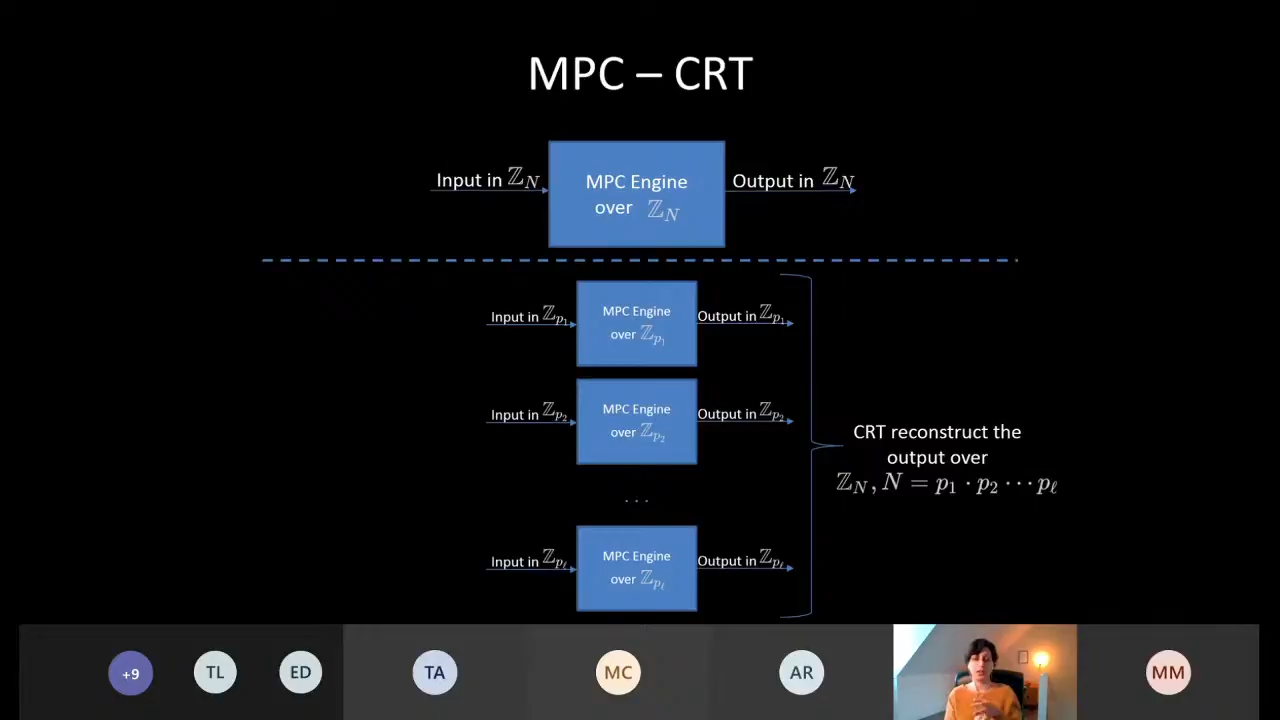 MPC – CRT
Input in ℤ_N
MPC Engine
over ℤ_N
Output in ℤ_N
Input in ℤ_{p_1}
MPC Engine
over ℤ_{p_1}
Output in ℤ_{p_1}
Input in ℤ_{p_2}
MPC Engine
over ℤ_{p_2}
Output in ℤ_{p_2}
...
Input in ℤ_{p_ℓ}
MPC Engine
over ℤ_{p_ℓ}
Output in ℤ_{p_ℓ}
CRT reconstruct the
output over
ℤ_N, N = p_1 · p_2 ··· p_ℓ
+9
TL
ED
TA
MC
AR
MM